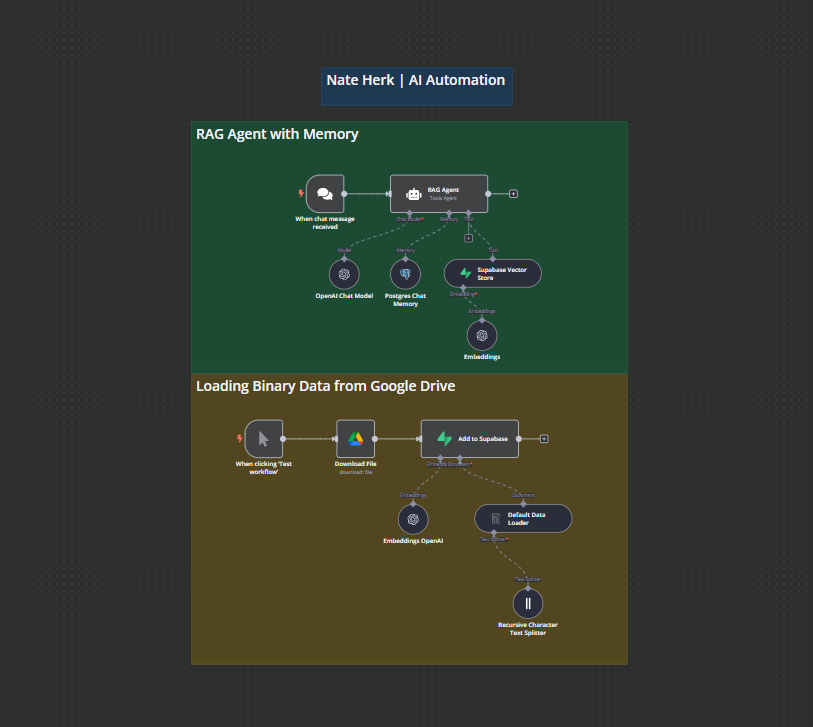 Nate Herk | AI Automation
RAG Agent with Memory
When chat message
received
RAG Agent
Tools Agent
Chat Model*
Memory
Tool
Model
Memory
Tool
OpenAI Chat Model
Postgres Chat
Memory
Supabase Vector
Store
Embedding*
Embeddings
Embeddings
Loading Binary Data from Google Drive
When clicking 'Test
workflow'
Download File
download: file
Add to Supabase
Document*
Embeddings
Document
Embeddings OpenAI
Default Data
Loader
Text Splitter*
Text Splitter
Recursive Character
Text Splitter